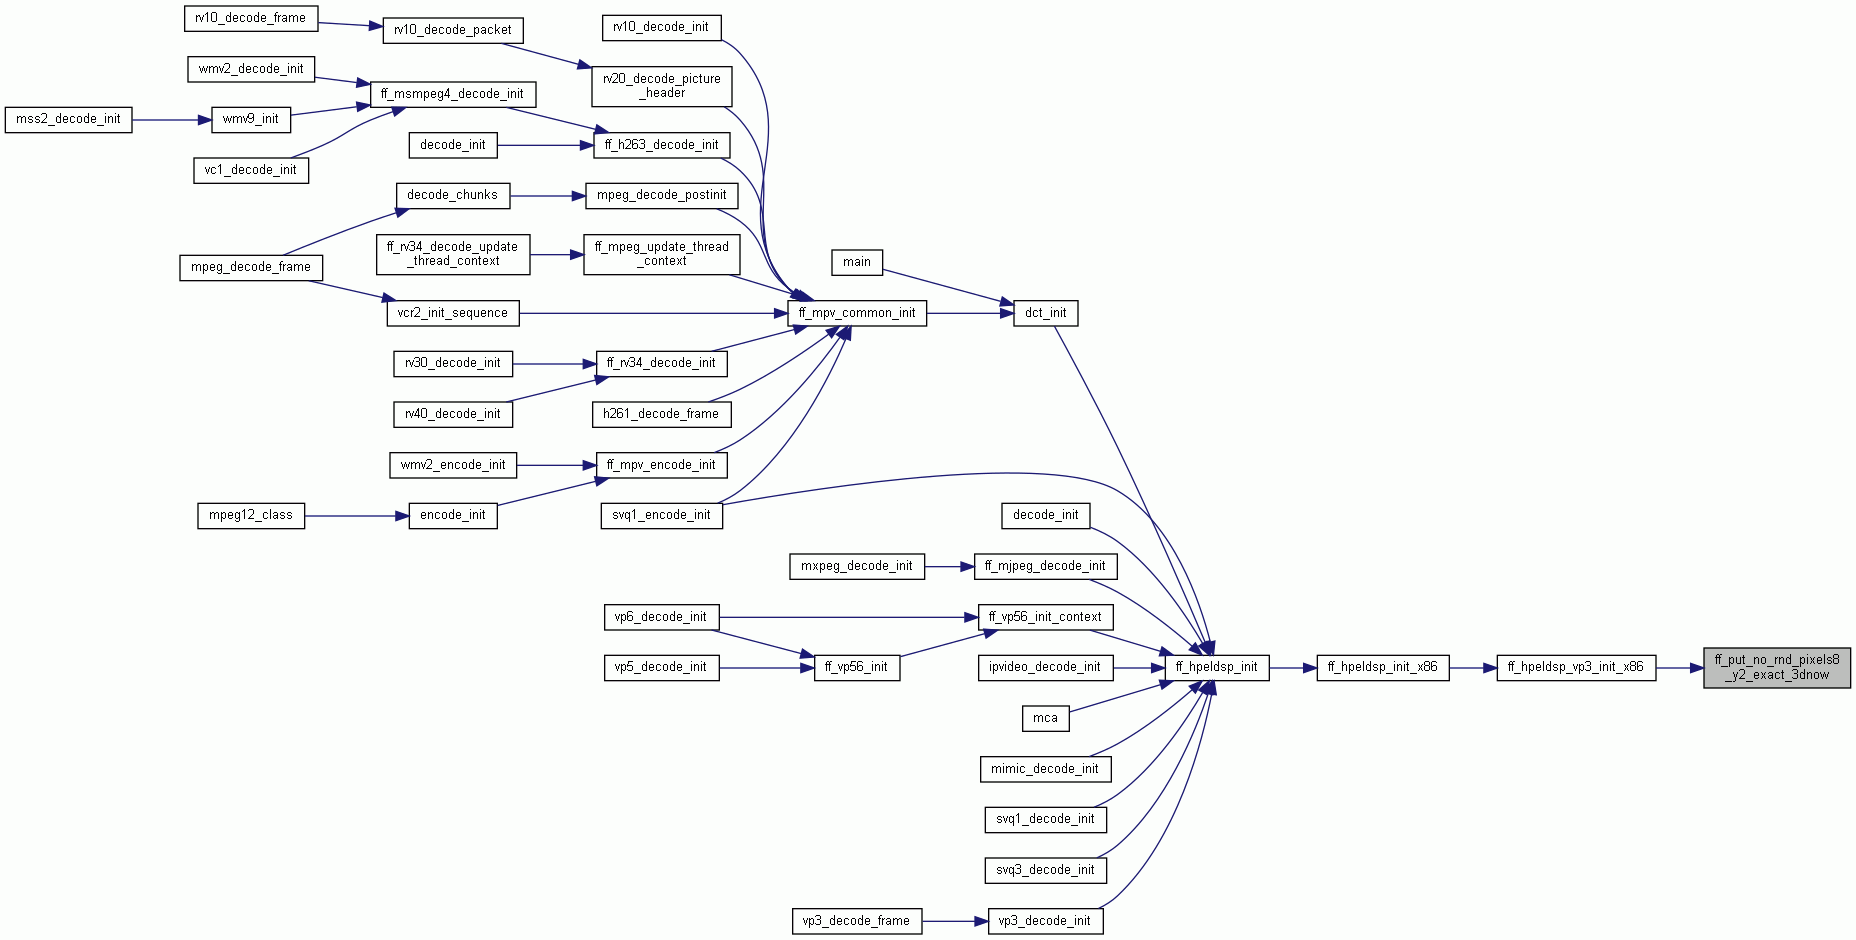 rv10_decode_frame
rv10_decode_packet
rv10_decode_init
wmv2_decode_init
ff_msmpeg4_decode_init
rv20_decode_picture
_header
mss2_decode_init
wmv9_init
decode_init
ff_h263_decode_init
vc1_decode_init
decode_chunks
mpeg_decode_postinit
ff_rv34_decode_update
_thread_context
ff_mpeg_update_thread
_context
mpeg_decode_frame
main
vcr2_init_sequence
ff_mpv_common_init
dct_init
rv30_decode_init
ff_rv34_decode_init
rv40_decode_init
h261_decode_frame
wmv2_encode_init
ff_mpv_encode_init
mpeg12_class
encode_init
svq1_encode_init
decode_init
mxpeg_decode_init
ff_mjpeg_decode_init
vp6_decode_init
ff_vp56_init_context
vp5_decode_init
ff_vp56_init
ipvideo_decode_init
ff_hpeldsp_init
ff_hpeldsp_init_x86
ff_hpeldsp_vp3_init_x86
ff_put_no_rnd_pixels8
_y2_exact_3dnow
mca
mimic_decode_init
svq1_decode_init
svq3_decode_init
vp3_decode_frame
vp3_decode_init